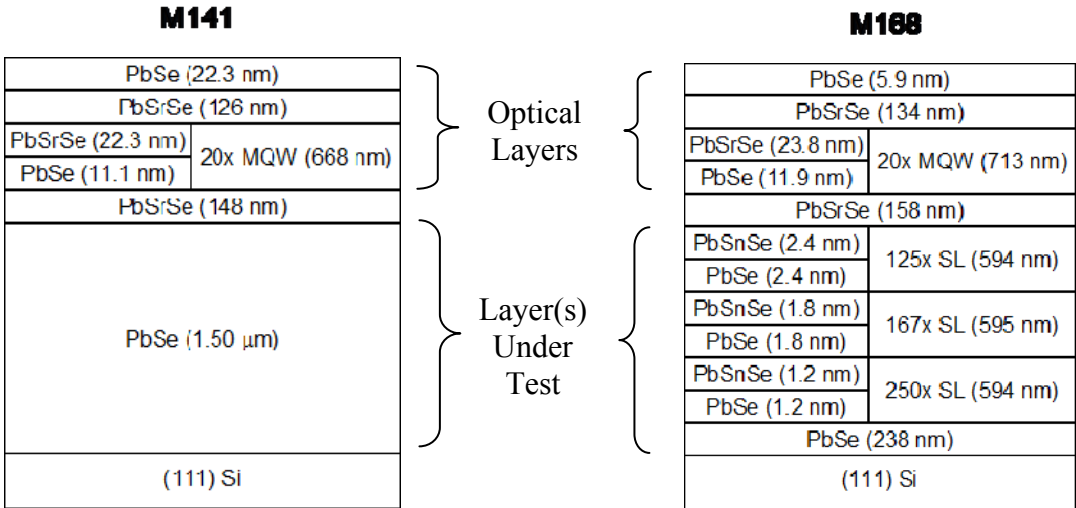 M141
PbSe (22.3 nm)
PbSrSe (126 nm)
PbSrSe (22.3 nm)
PbSe (11.1 nm)
20x MQW (668 nm)
PbSrSe (148 nm)
PbSe (1.50 μm)
(111) Si
Optical
Layers
Layer(s)
Under
Test
M168
PbSe (5.9 nm)
PbSrSe (134 nm)
PbSrSe (23.8 nm)
PbSe (11.9 nm)
20x MQW (713 nm)
PbSrSe (158 nm)
PbSnSe (2.4 nm)
PbSe (2.4 nm)
125x SL (594 nm)
PbSnSe (1.8 nm)
PbSe (1.8 nm)
167x SL (595 nm)
PbSnSe (1.2 nm)
PbSe (1.2 nm)
250x SL (594 nm)
PbSe (238 nm)
(111) Si